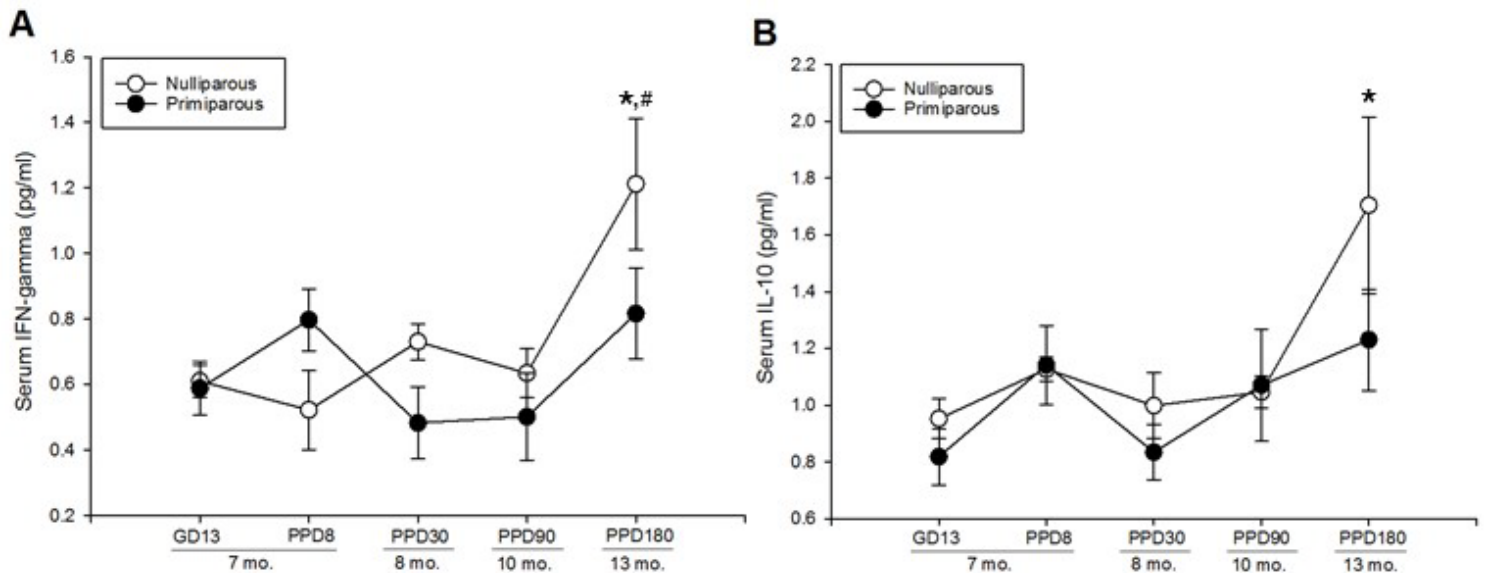 A
Serum IFN-gamma (pg/ml)
1.6
1.4
1.2
1.0
0.8
0.6
0.4
0.2
Nulliparous
Primiparous
*,#
GD13 PPD8 PPD30 PPD90 PPD180
7 mo. 8 mo. 10 mo. 13 mo.
B
Serum IL-10 (pg/ml)
2.2
2.0
1.8
1.6
1.4
1.2
1.0
0.8
0.6
Nulliparous
Primiparous
*
GD13 PPD8 PPD30 PPD90 PPD180
7 mo. 8 mo. 10 mo. 13 mo.